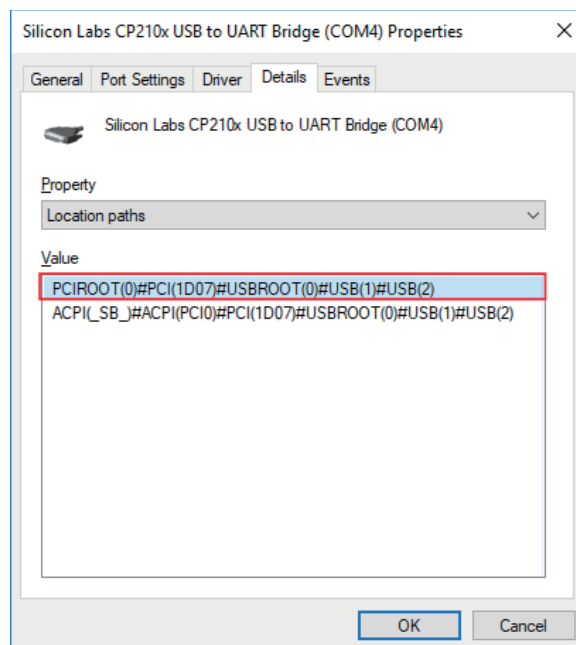 Silicon Labs CP210x USB to UART Bridge (COM4) Properties
General Port Settings Driver Details Events
Silicon Labs CP210x USB to UART Bridge (COM4)
Property
Location paths
Value
PCIROOT(0)#PCI(1D07)#USBROOT(0)#USB(1)#USB(2)
ACPI(_SB_)#ACPI(PCI0)#PCI(1D07)#USBROOT(0)#USB(1)#USB(2)
OK Cancel